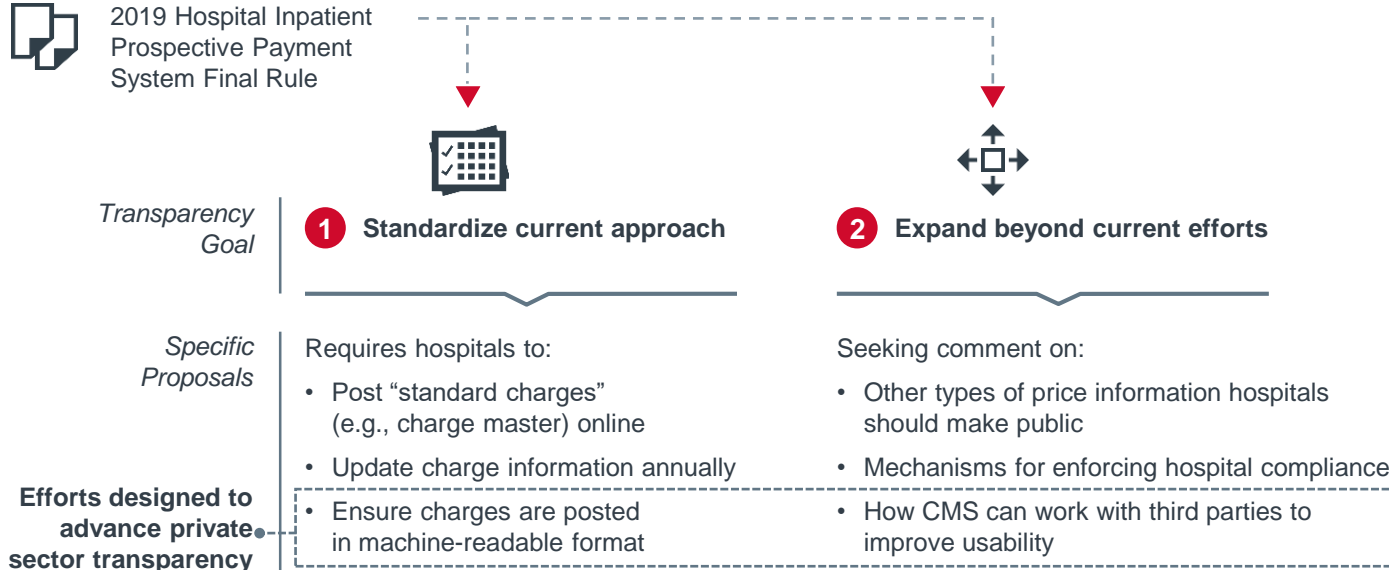 2019 Hospital Inpatient
Prospective Payment
System Final Rule
Transparency
Goal
1 Standardize current approach
2 Expand beyond current efforts
Specific
Proposals
Requires hospitals to:
• Post “standard charges”
(e.g., charge master) online
• Update charge information annually
• Ensure charges are posted
in machine-readable format
Seeking comment on:
• Other types of price information hospitals
should make public
• Mechanisms for enforcing hospital compliance
• How CMS can work with third parties to
improve usability
Efforts designed to
advance private
sector transparency